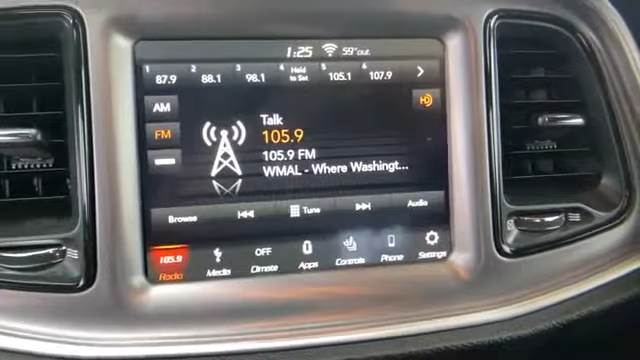 1:25 59°out
1 87.9 2 88.1 3 98.1 4 Hold to Set 5 105.1 6 107.9
AM
FM
Talk
105.9
105.9 FM
WMAL - Where Washingt...
Browse Tune Audio
105.9
Radio Media OFF Climate Apps Controls Phone Settings